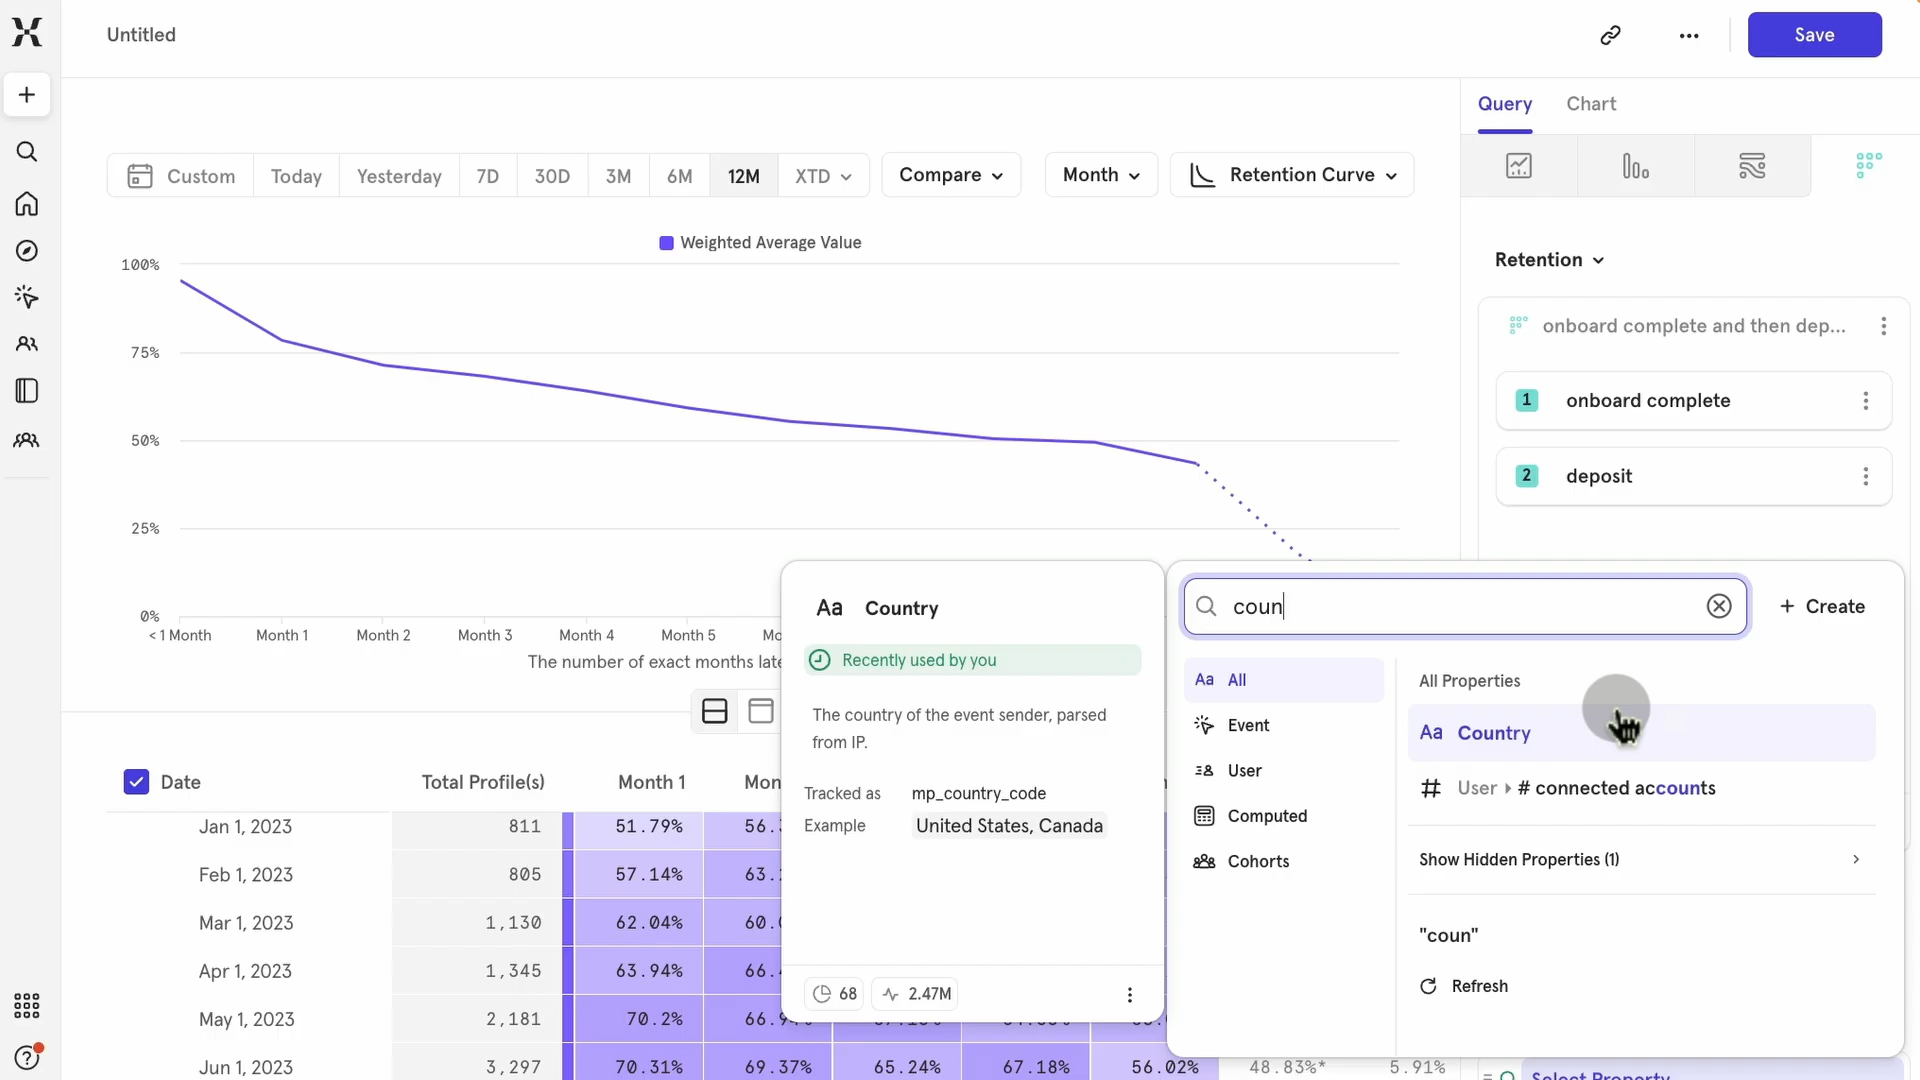 Untitled
Save
Query
Chart
Custom
Today
Yesterday
7D
30D
3M
6M
12M
XTD
Compare
Month
Retention Curve
Weighted Average Value
100%
75%
50%
25%
0%
< 1 Month
Month 1
Month 2
Month 3
Month 4
Month 5
The number of exact months
Retention
onboard complete and then dep...
1 onboard complete
2 deposit
Aa Country
Recently used by you
The country of the event sender, parsed
from IP.
Tracked as mp_country_code
Example United States, Canada
68
2.47M
coun
+ Create
Aa All
Event
User
Computed
Cohorts
All Properties
Aa Country
# User ▸ # connected accounts
Show Hidden Properties (1)
"coun"
Refresh
Date Total Profile(s) Month 1
Jan 1, 2023 811 51.79%
Feb 1, 2023 805 57.14%
Mar 1, 2023 1,130 62.04%
Apr 1, 2023 1,345 63.94%
May 1, 2023 2,181 70.2%
Jun 1, 2023 3,297 70.31% 69.37% 65.24% 67.18% 56.02% 48.83%* 5.91%
Select Property